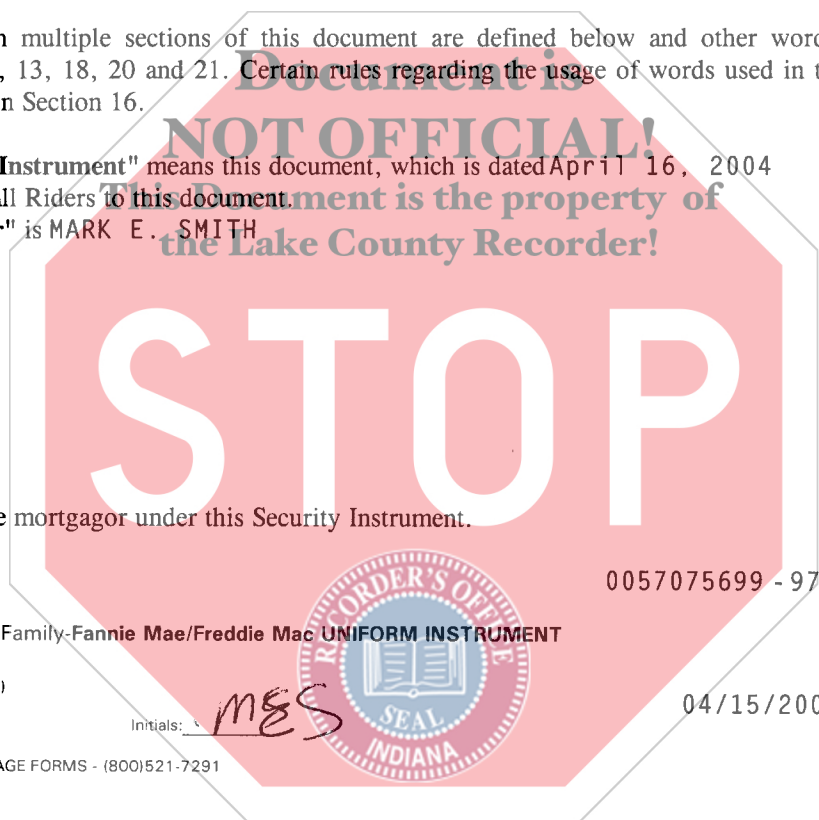 n multiple sections of this document are defined below and other word
, 13, 18, 20 and 21. Certain rules regarding the usage of words used in t
n Section 16.
Document is
NOT OFFICIAL!
This Document is the property of
the Lake County Recorder!
Instrument" means this document, which is dated April 16, 2004
ll Riders to this document.
" is MARK E. SMITH
STOP
e mortgagor under this Security Instrument.
0057075699 - 97
Family-Fannie Mae/Freddie Mac UNIFORM INSTRUMENT
)
Initials: MES
04/15/200
AGE FORMS - (800)521-7291
RECORDER'S OFFICE
SEAL
INDIANA